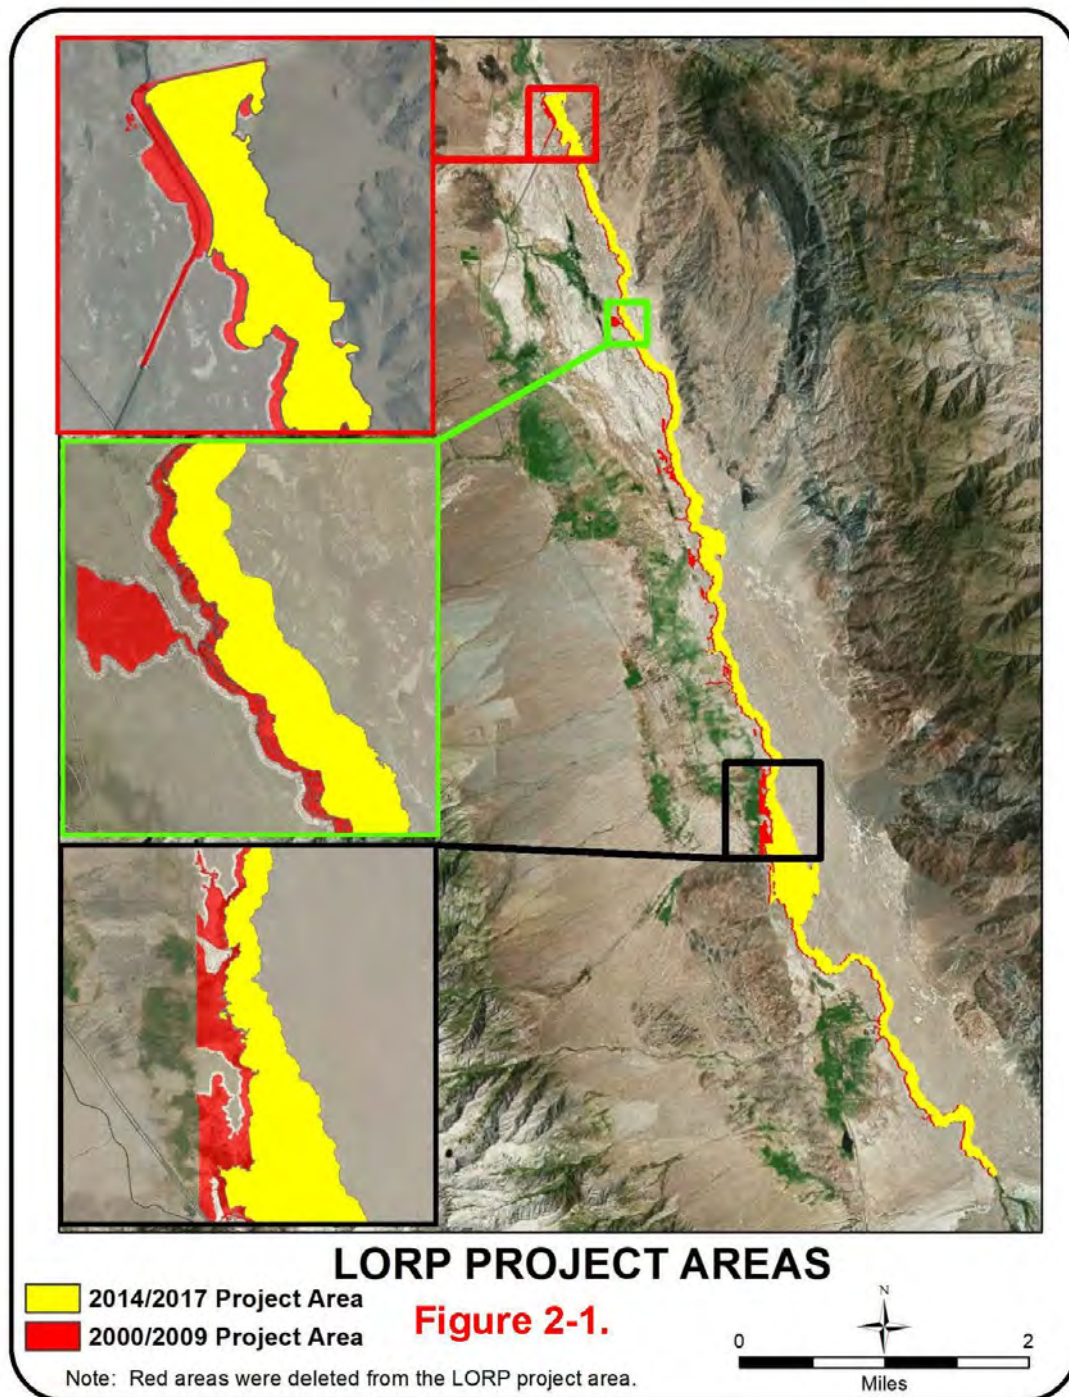 LORP PROJECT AREAS
2014/2017 Project Area
2000/2009 Project Area
Figure 2-1.
Note: Red areas were deleted from the LORP project area.
N
0 2
Miles